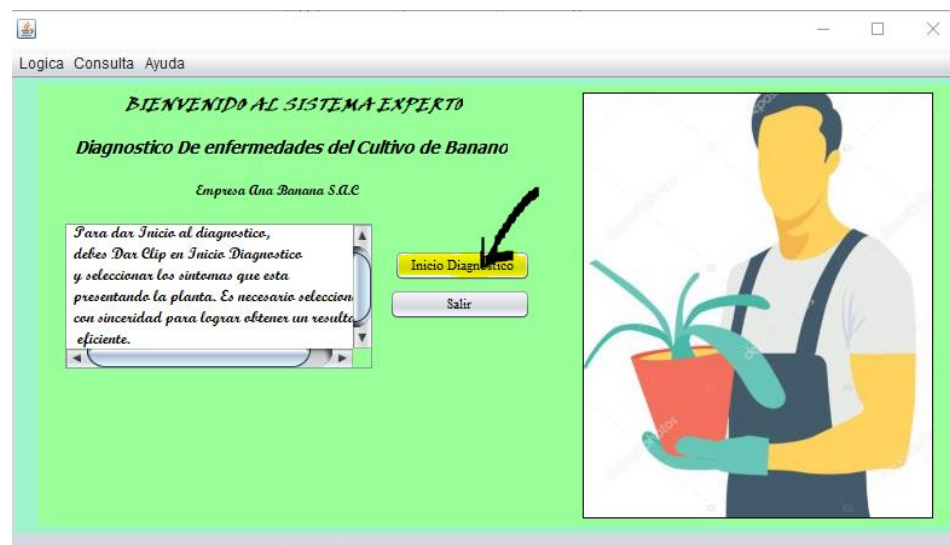 Logica Consulta Ayuda
BIENVENIDO AL SISTEMA EXPERTO
Diagnostico De enfermedades del Cultivo de Banano
Empresa Ana Banana S.A.C
Para dar Inicio al diagnostico,
debes Dar Clip en Inicio Diagnostico
y seleccionar los sintomas que esta
presentando la planta. Es necesario seleccion
con sinceridad para lograr obtener un resulta
eficiente.
Inicio Diagnostico
Salir
depositphotos